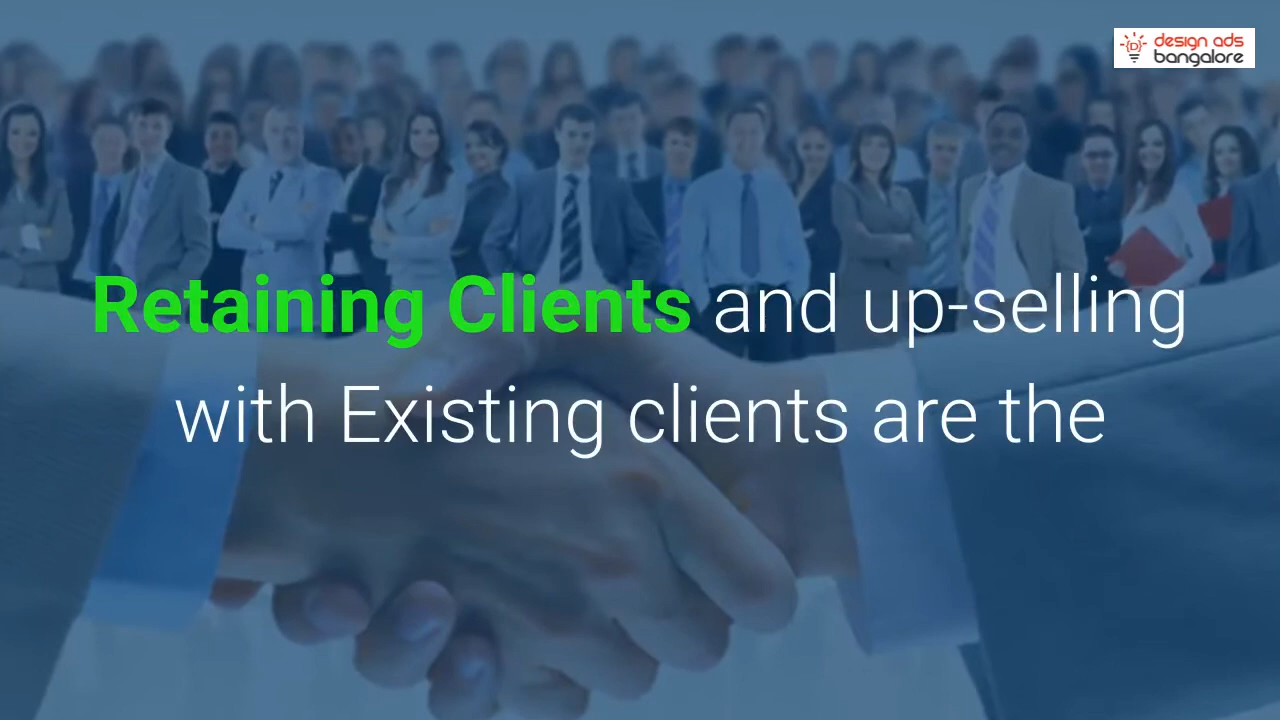 design ads
bangalore
Retaining Clients and up-selling
with Existing clients are the